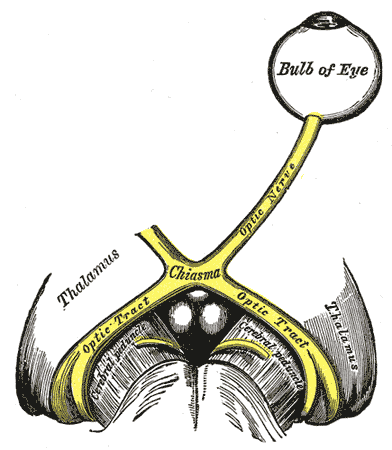 Bulb of Eye
Optic Nerve
Chiasma
Thalamus
Optic Tract
Optic Tract
Thalamus
Cerebral peduncle
Cerebral peduncle